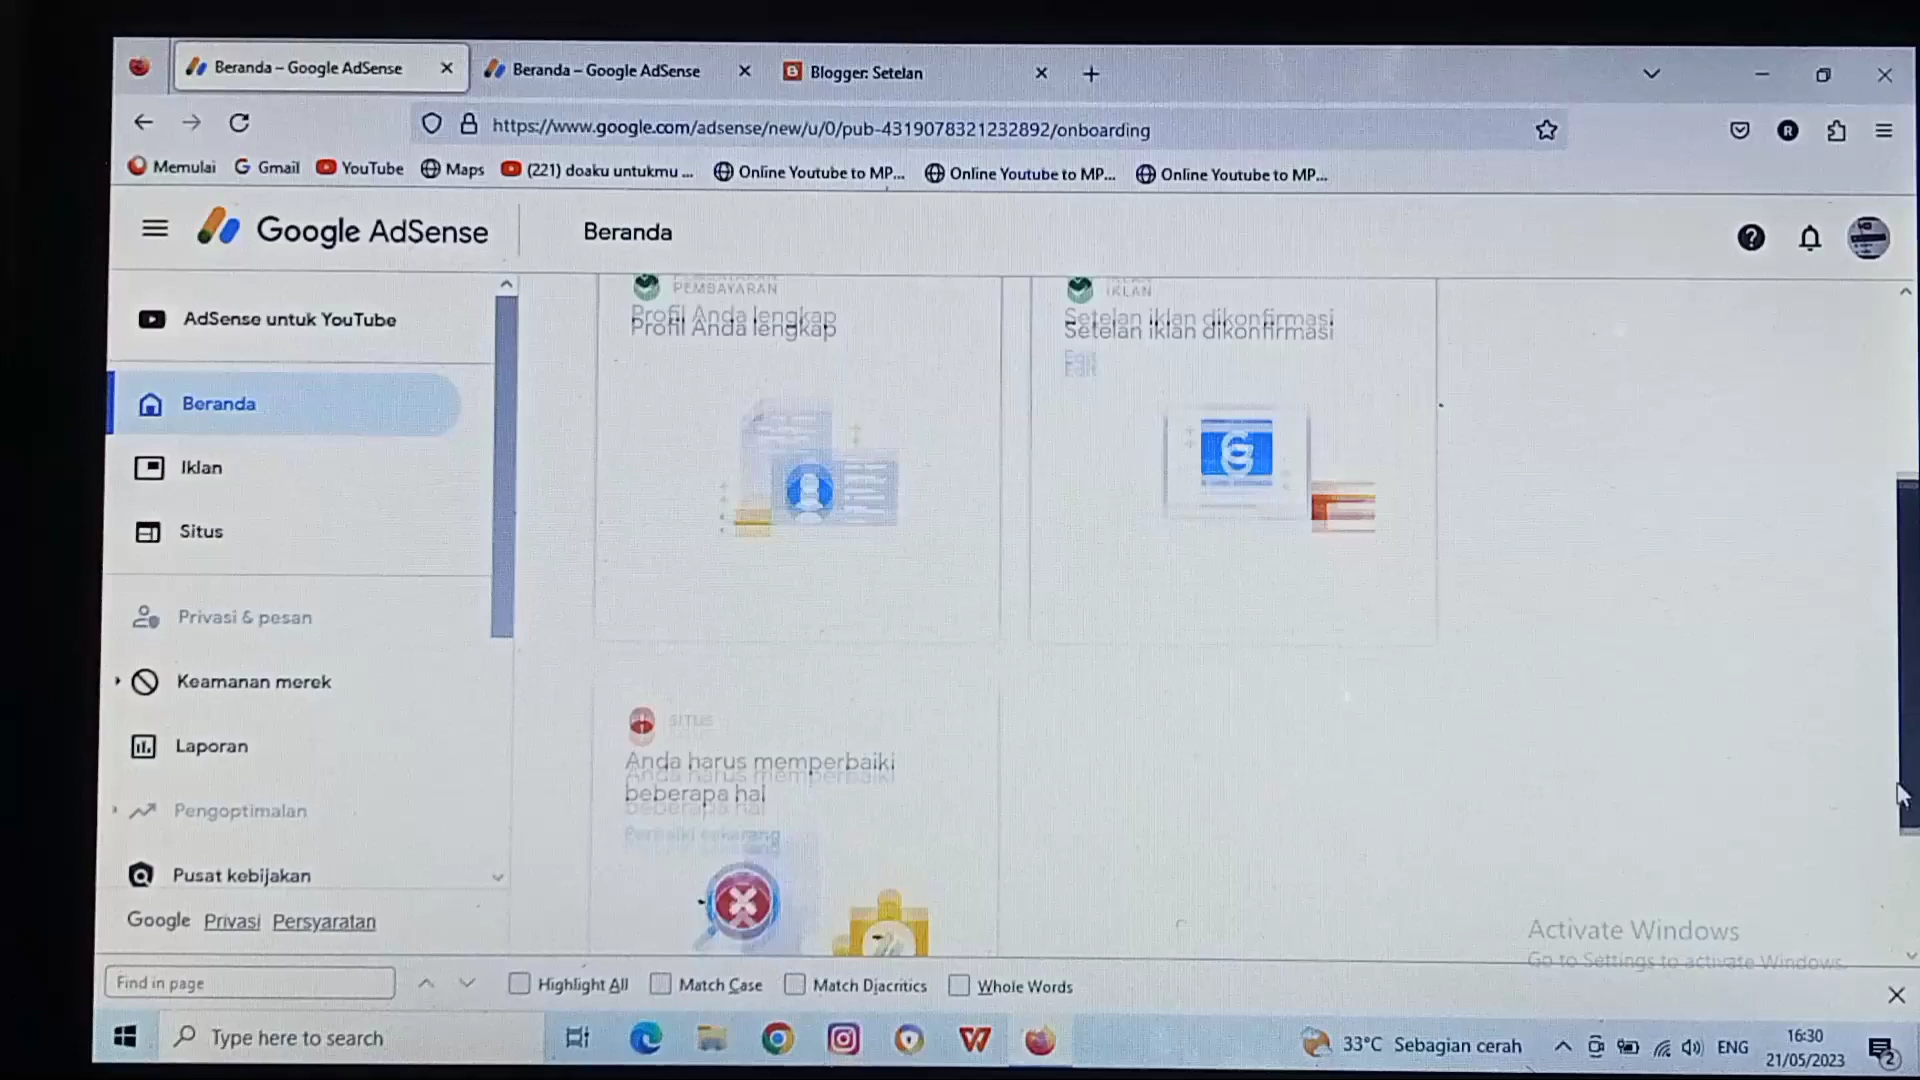 Beranda – Google AdSense
Beranda – Google AdSense
Blogger: Setelan
https://www.google.com/adsense/new/u/0/pub-4319078321232892/onboarding
R
Memulai
Gmail
YouTube
Maps
(221) doaku untukmu ...
Online Youtube to MP...
Online Youtube to MP...
Online Youtube to MP...
Google AdSense
Beranda
AdSense untuk YouTube
Beranda
Iklan
Situs
Privasi & pesan
Keamanan merek
Laporan
Pengoptimalan
Pusat kebijakan
Google Privasi Persyaratan
PEMBAYARAN
Profil Anda lengkap
IKLAN
Setelan iklan dikonfirmasi
Edit
SITUS
Anda harus memperbaiki
beberapa hal
Perbaiki sekarang
Activate Windows
Go to Settings to activate Windows.
Find in page
Highlight All
Match Case
Match Diacritics
Whole Words
Type here to search
33°C Sebagian cerah
ENG
16:30
21/05/2023
2